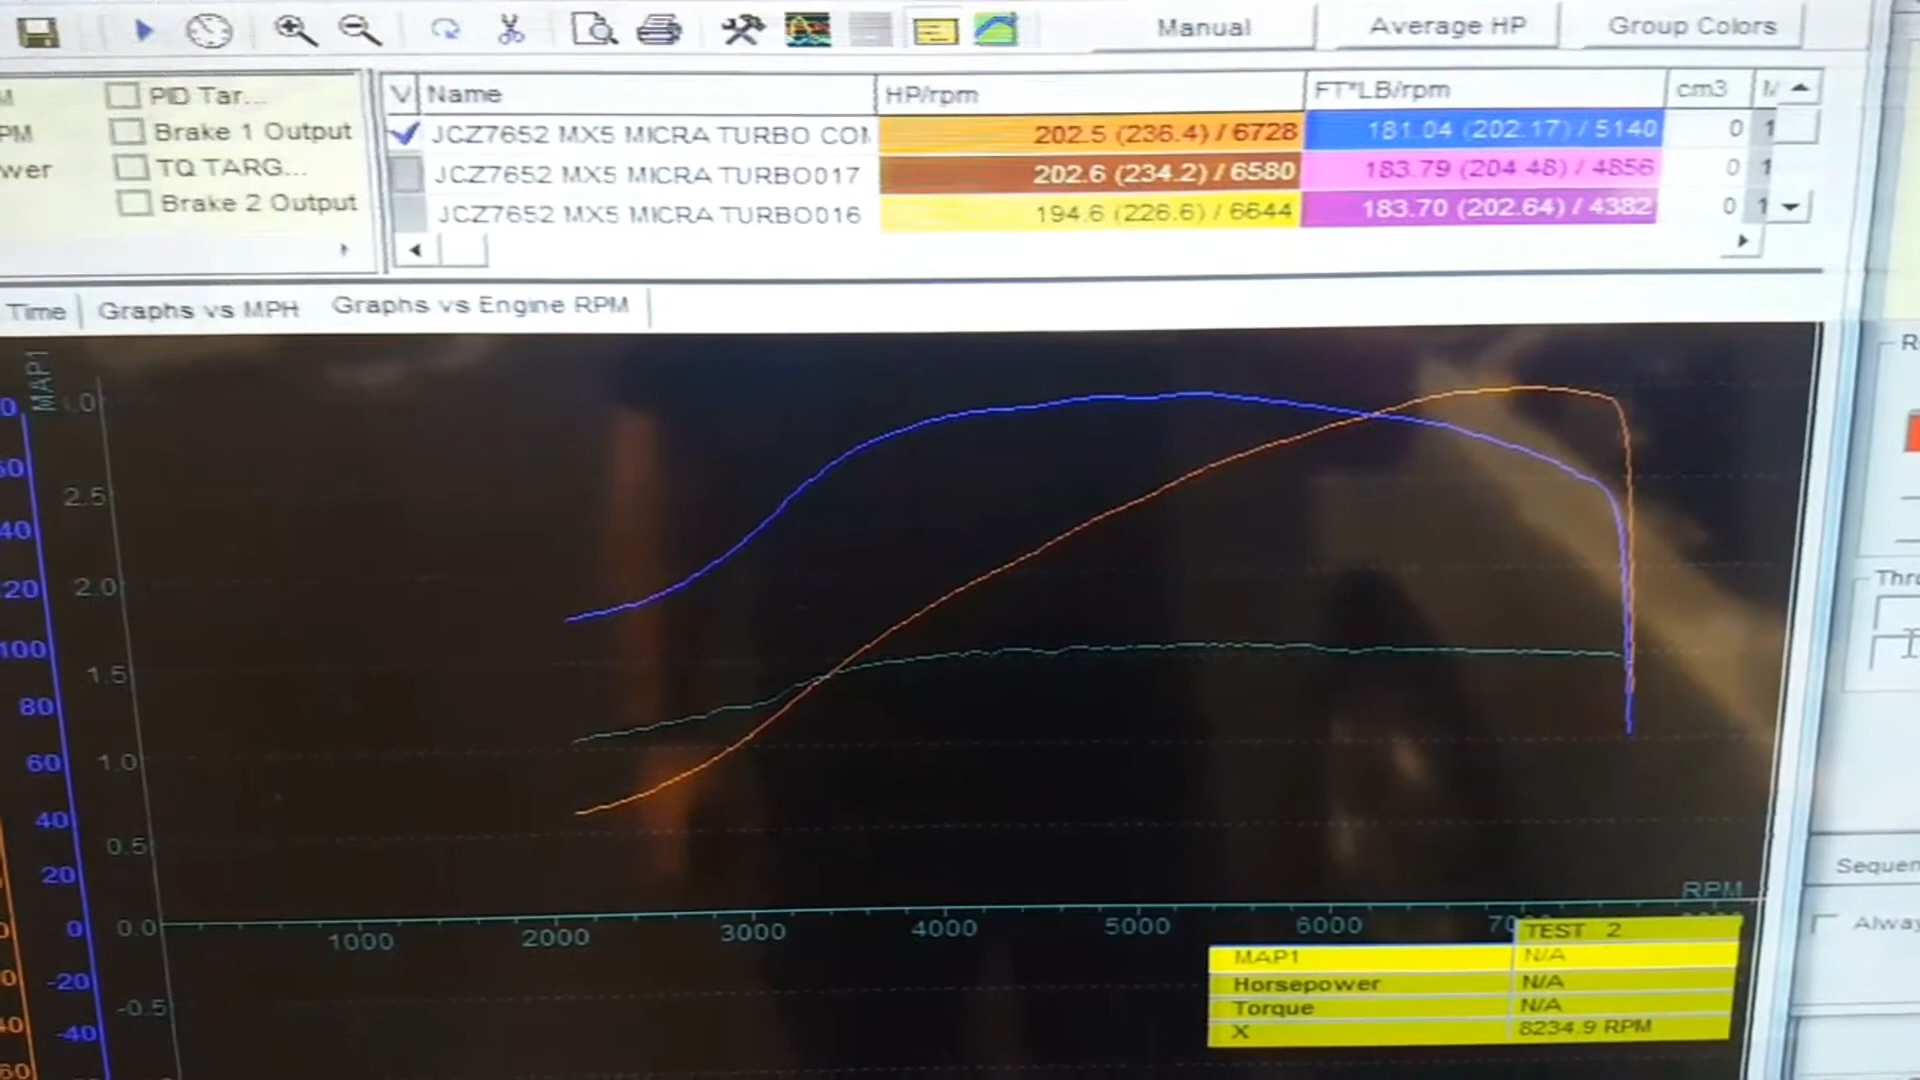 Manual Average HP Group Colors
PID Tar...
Brake 1 Output
TQ TARG...
Brake 2 Output
V Name HP/rpm FT*LB/rpm cm3
JCZ7652 MX5 MICRA TURBO CO 202.5 (236.4) / 6728 181.04 (202.17) / 5140 0 1
JCZ7652 MX5 MICRA TURBO017 202.6 (234.2) / 6580 183.79 (204.48) / 4856 0 1
JCZ7652 MX5 MICRA TURBO016 194.6 (226.6) / 6644 183.70 (202.64) / 4382 0 1
Time Graphs vs MPH Graphs vs Engine RPM
MAP1
2.5
2.0
1.5
1.0
0.5
0.0
-0.5
40
20
100
80
60
40
20
0
-20
-40
RPM
1000 2000 3000 4000 5000 6000
TEST 2
MAP1 N/A
Horsepower N/A
Torque N/A
X 8234.9 RPM
Thr
Sequen
Alway